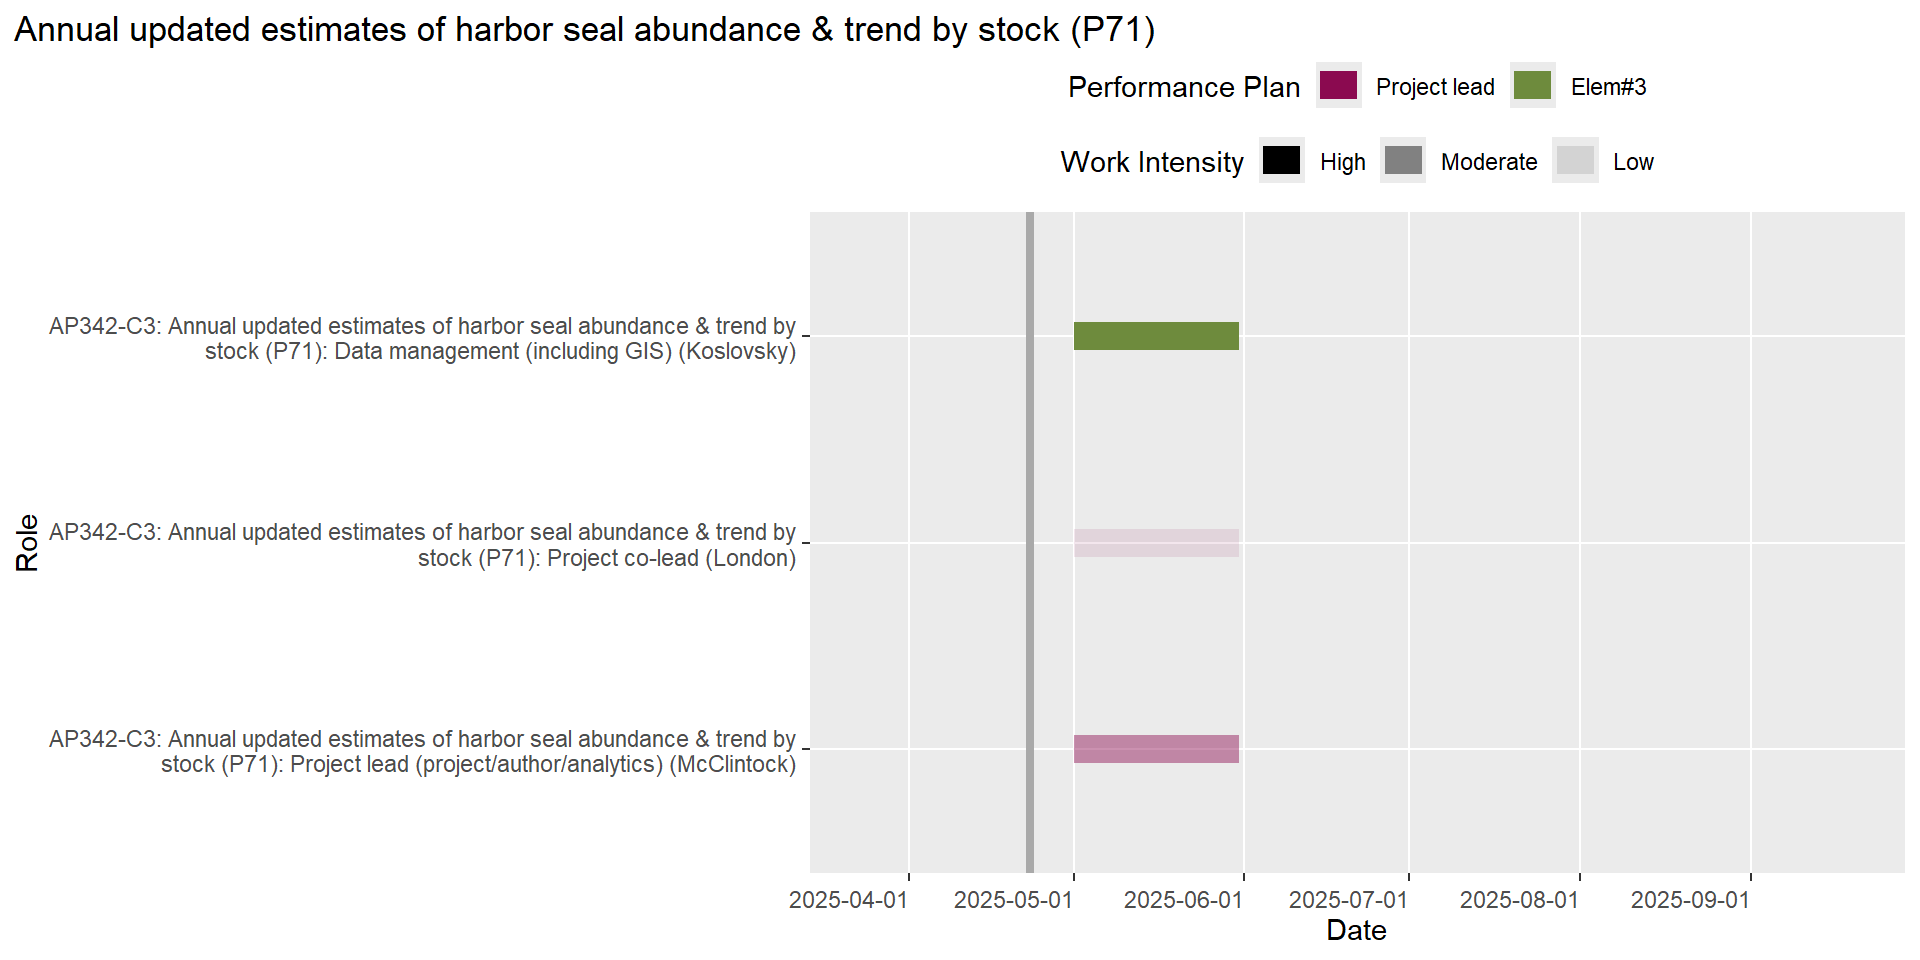 Annual updated estimates of harbor seal abundance & trend by stock (P71)
Performance Plan Project lead Elem#3
Work Intensity High Moderate Low
AP342-C3: Annual updated estimates of harbor seal abundance & trend by
stock (P71): Data management (including GIS) (Koslovsky)
Role
AP342-C3: Annual updated estimates of harbor seal abundance & trend by
stock (P71): Project co-lead (London)
AP342-C3: Annual updated estimates of harbor seal abundance & trend by
stock (P71): Project lead (project/author/analytics) (McClintock)
2025-04-01 2025-05-01 2025-06-01 2025-07-01 2025-08-01 2025-09-01
Date